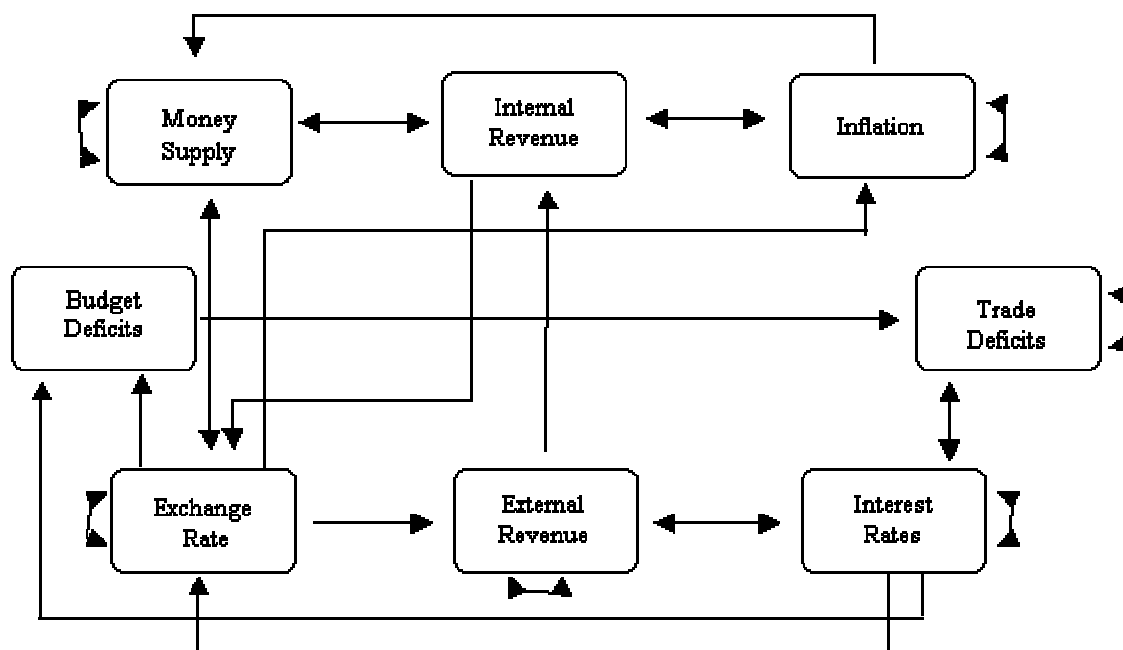 Money
Supply
Internal
Revenue
Inflation
Budget
Deficits
Trade
Deficits
Exchange
Rate
External
Revenue
Interest
Rates